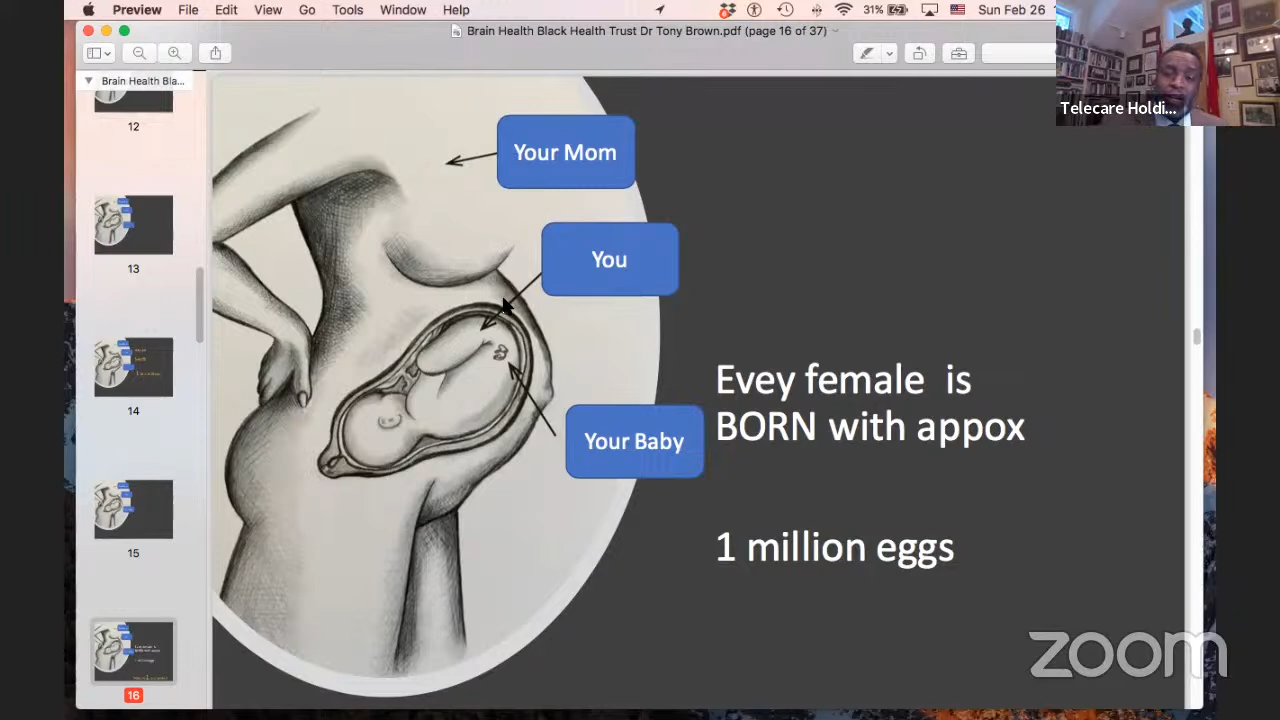 Preview File Edit View Go Tools Window Help 31% Sun Feb 26
Brain Health Black Health Trust Dr Tony Brown.pdf (page 16 of 37)
Brain Health Bla...
Telecare Holdi...
12
13
14
15
16
Your Mom
You
Your Baby
Evey female is
BORN with appox
1 million eggs
zoom